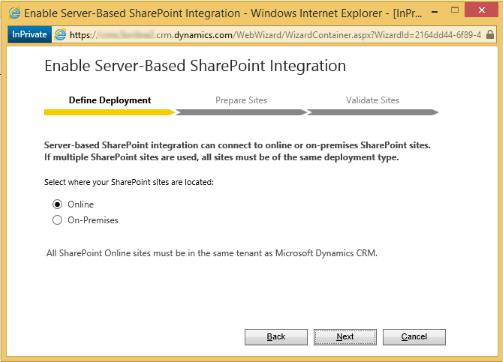 Enable Server-Based SharePoint Integration - Windows Internet Explorer - [InPr...
InPrivate https://
.crm.dynamics.com/WebWizard/WizardContainer.aspx?WizardId=2164dd44-6f89-4
Enable Server-Based SharePoint Integration
Define Deployment Prepare Sites Validate Sites
Server-based SharePoint integration can connect to online or on-premises SharePoint sites.
If multiple SharePoint sites are used, all sites must be of the same deployment type.
Select where your SharePoint sites are located:
Online
On-Premises
All SharePoint Online sites must be in the same tenant as Microsoft Dynamics CRM.
Back Next Cancel